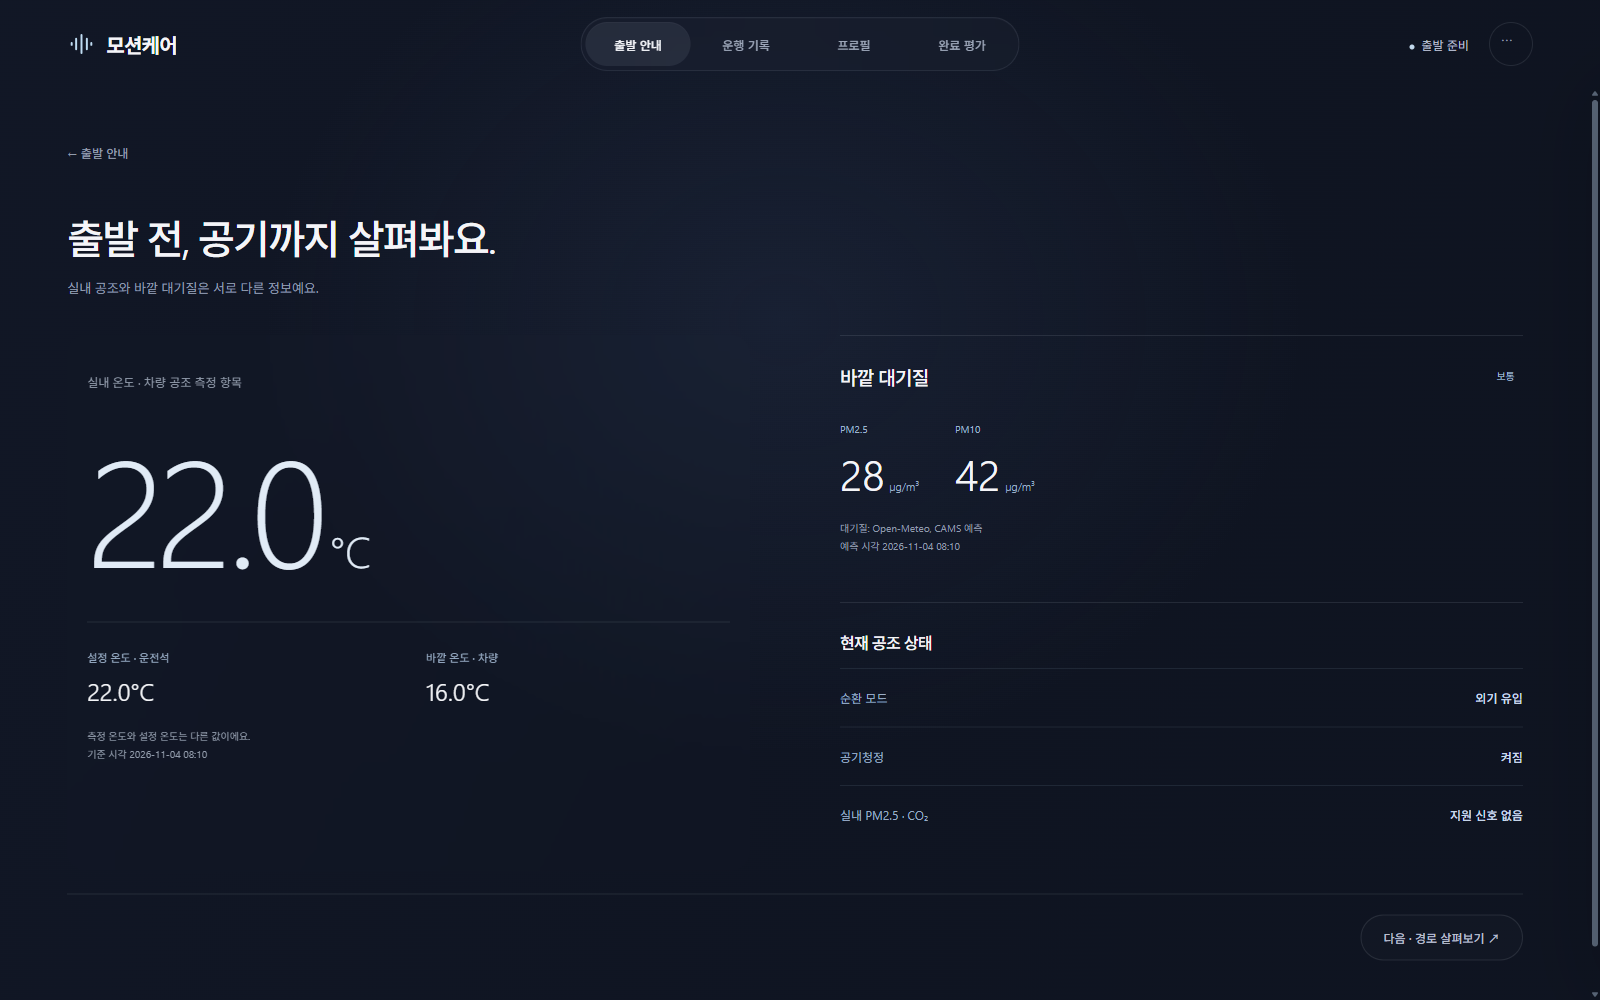 모션케어
출발 안내
운행 기록
프로필
완료 평가
● 출발 준비
...
← 출발 안내
출발 전, 공기까지 살펴봐요.
실내 공조와 바깥 대기질은 서로 다른 정보예요.
실내 온도 · 차량 공조 측정 항목
22.0°C
설정 온도 · 운전석
22.0°C
바깥 온도 · 차량
16.0°C
측정 온도와 설정 온도는 다른 값이에요.
기준 시각 2026-11-04 08:10
바깥 대기질
보통
PM2.5
28 µg/m³
PM10
42 µg/m³
대기질: Open-Meteo, CAMS 예측
예측 시각 2026-11-04 08:10
현재 공조 상태
순환 모드
외기 유입
공기청정
켜짐
실내 PM2.5 · CO₂
지원 신호 없음
다음 · 경로 살펴보기 ↗